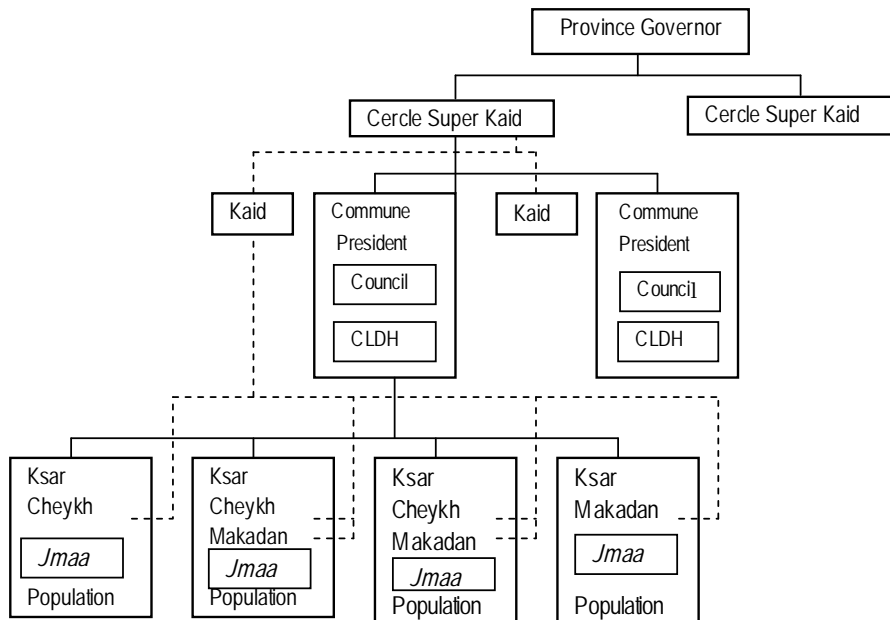 Province Governor
Cercle Super Kaid
Cercle Super Kaid
Kaid
Commune
President
Council
CLDH
Kaid
Commune
President
Council
CLDH
Ksar
Cheykh
Jmaa
Population
Ksar
Cheykh
Makadan
Jmaa
Population
Ksar
Cheykh
Makadan
Jmaa
Population
Ksar
Makadan
Jmaa
Population